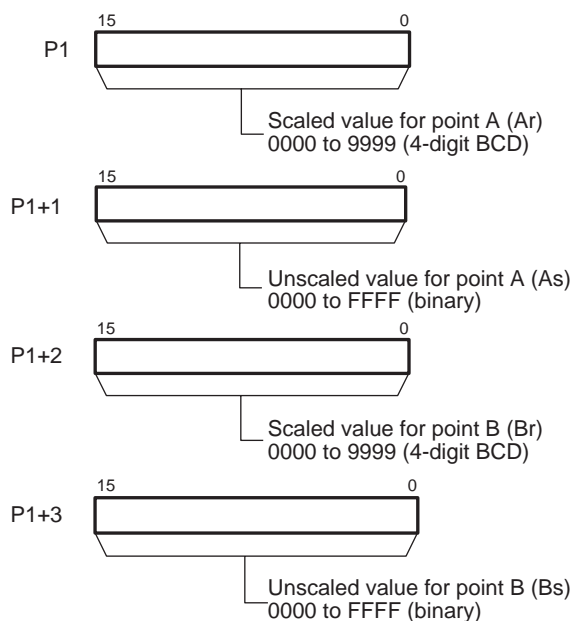 15 0
P1
Scaled value for point A (Ar)
0000 to 9999 (4-digit BCD)
15 0
P1+1
Unscaled value for point A (As)
0000 to FFFF (binary)
15 0
P1+2
Scaled value for point B (Br)
0000 to 9999 (4-digit BCD)
15 0
P1+3
Unscaled value for point B (Bs)
0000 to FFFF (binary)